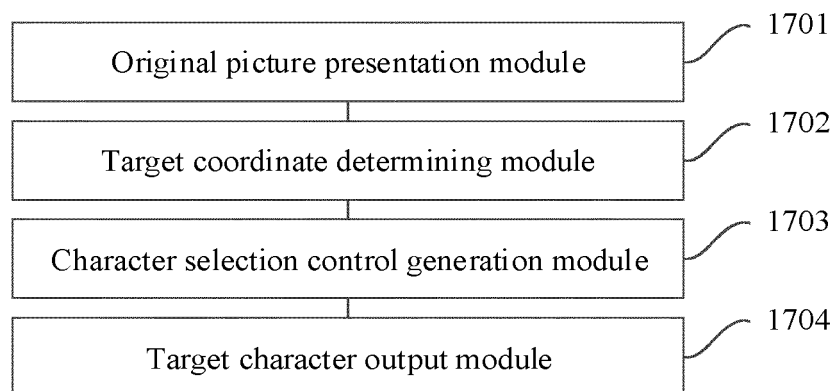 1701
Original picture presentation module
1702
Target coordinate determining module
1703
Character selection control generation module
1704
Target character output module